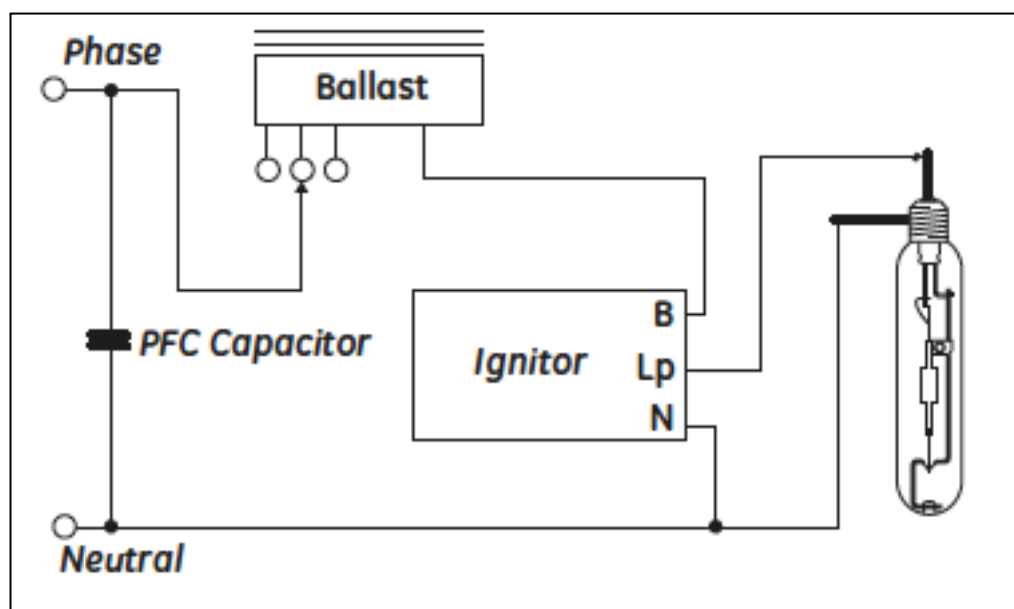 Phase
Ballast
PFC Capacitor
Ignitor
B
Lp
N
Neutral